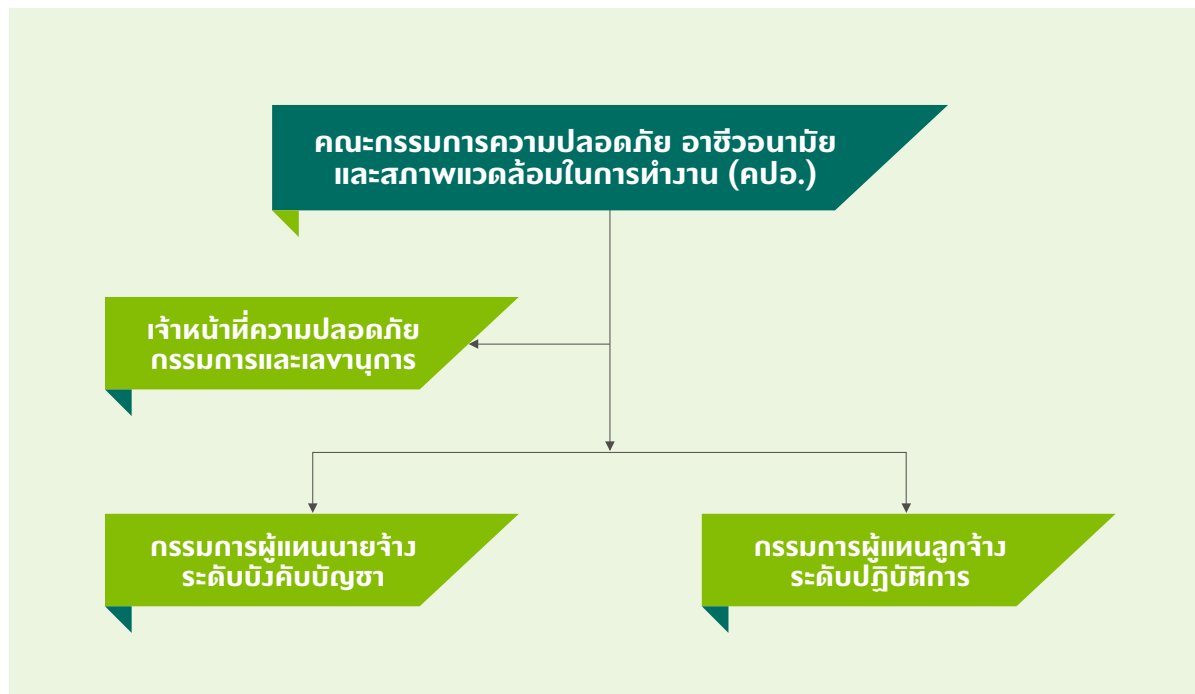 คณะกรรมการความปลอดภัย อาชีวอนามัย
และสภาพแวดล้อมในการทำงาน (คปอ.)
เจ้าหน้าที่ความปลอดภัย
กรรมการและเลขานุการ
กรรมการผู้แทนนายจ้าง
ระดับบังคับบัญชา
กรรมการผู้แทนลูกจ้าง
ระดับปฏิบัติการ